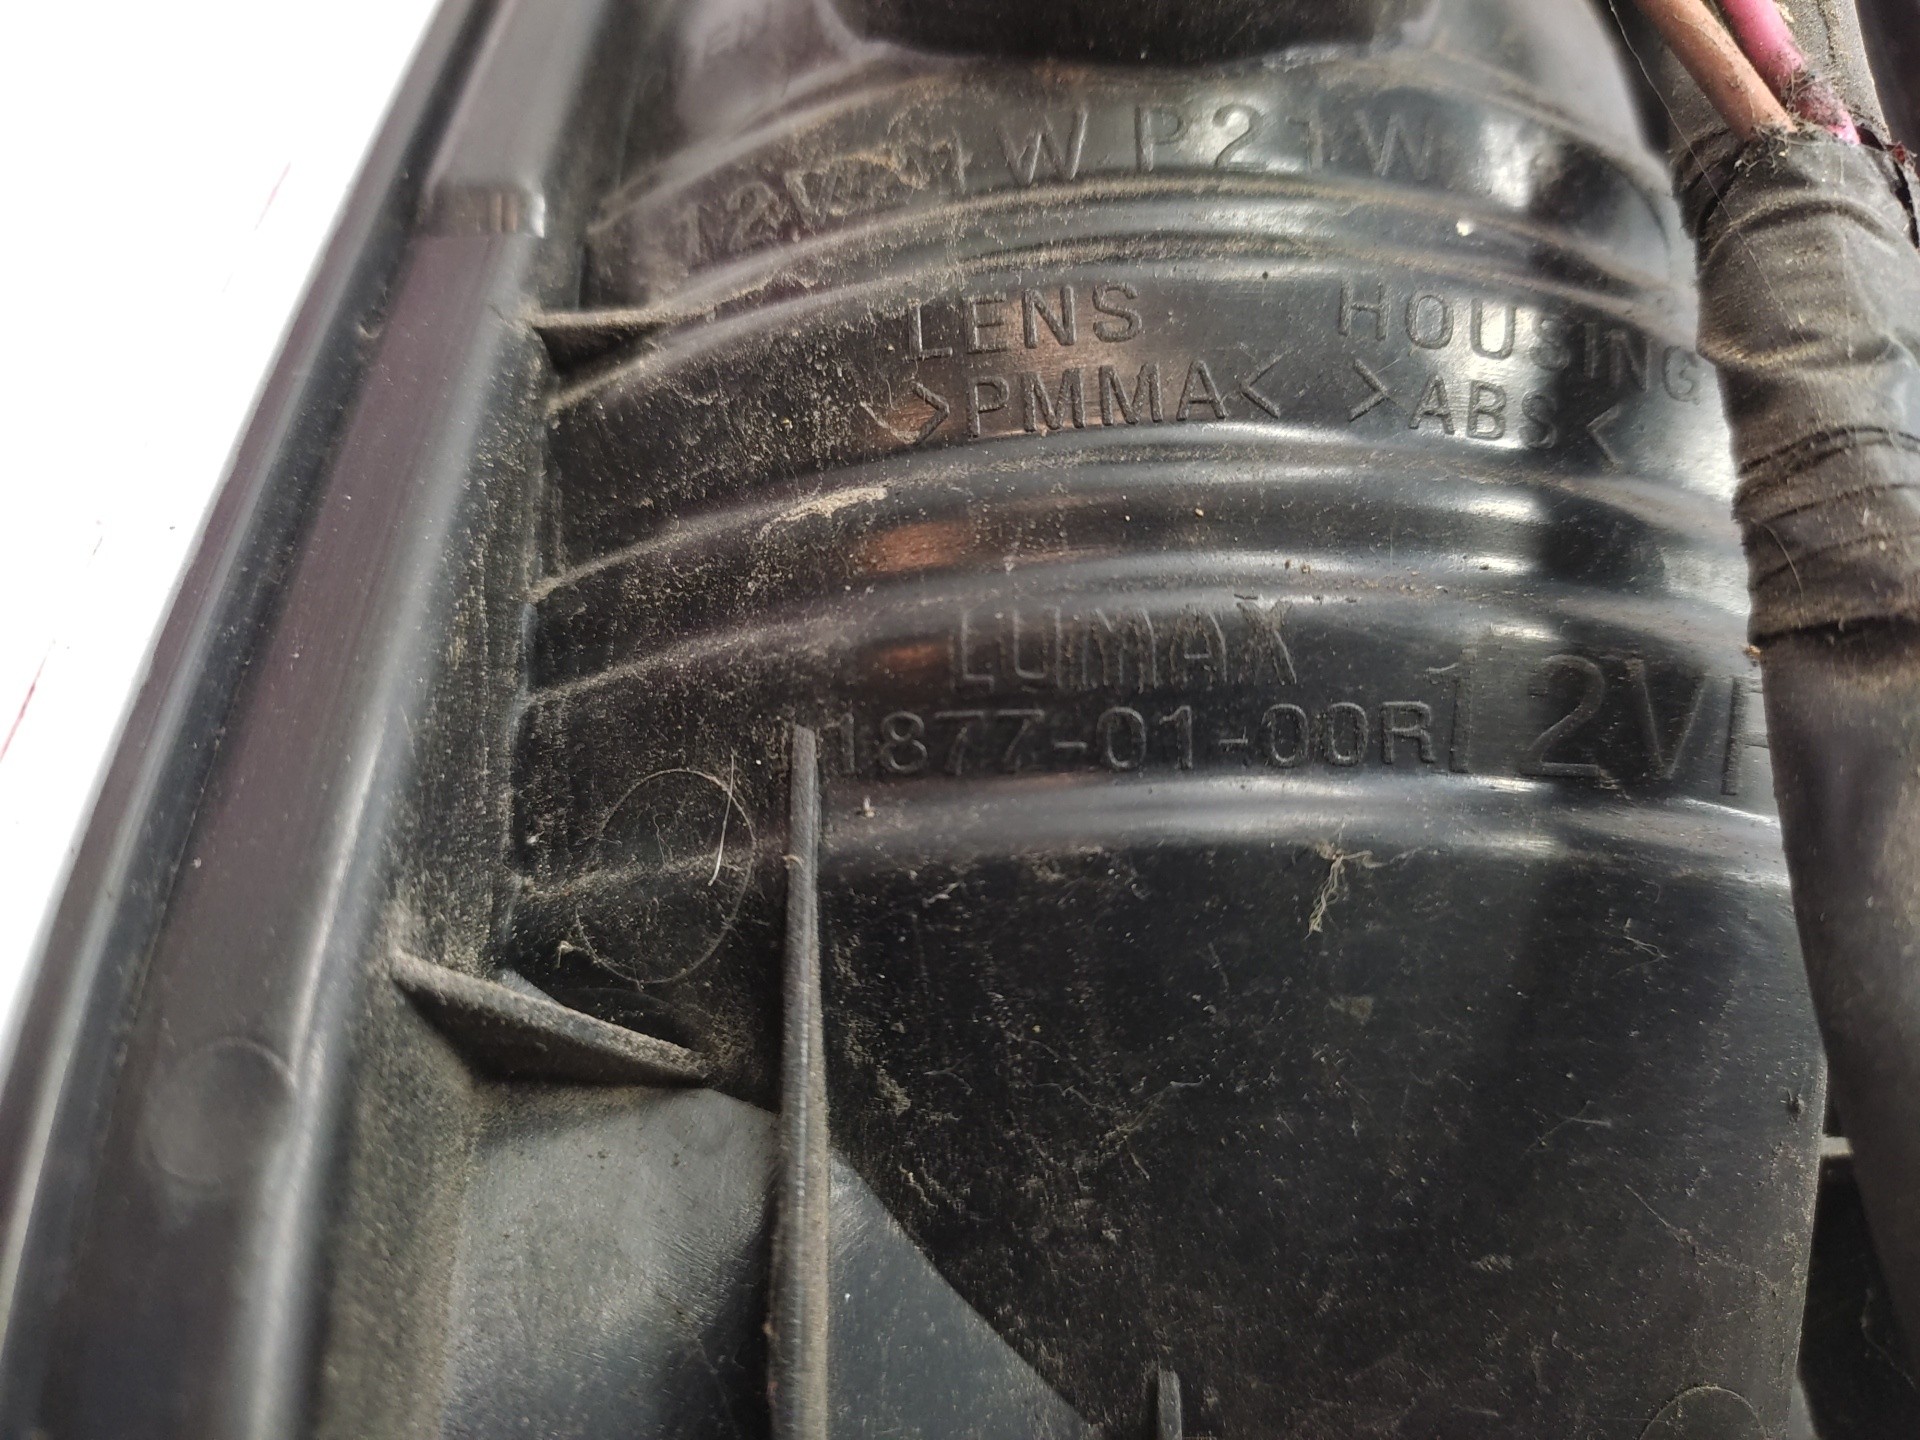 12V 21W P21W
LENS HOUSING
>PMMA< >ABS<
LUMAX
1877-01-00R 12V